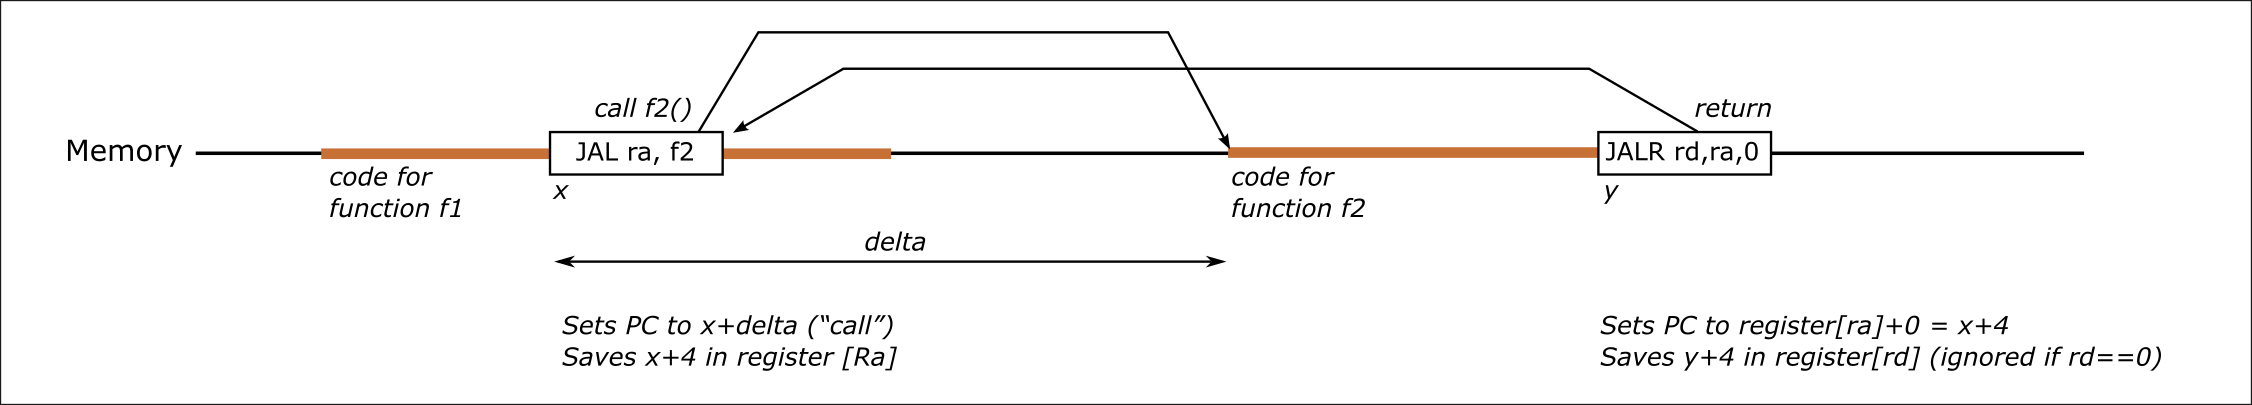 call f2()
return
Memory
JAL ra, f2
JALR rd,ra,0
code for
function f1
x
code for
function f2
y
delta
Sets PC to x+delta (“call”)
Saves x+4 in register [Ra]
Sets PC to register[ra]+0 = x+4
Saves y+4 in register[rd] (ignored if rd==0)